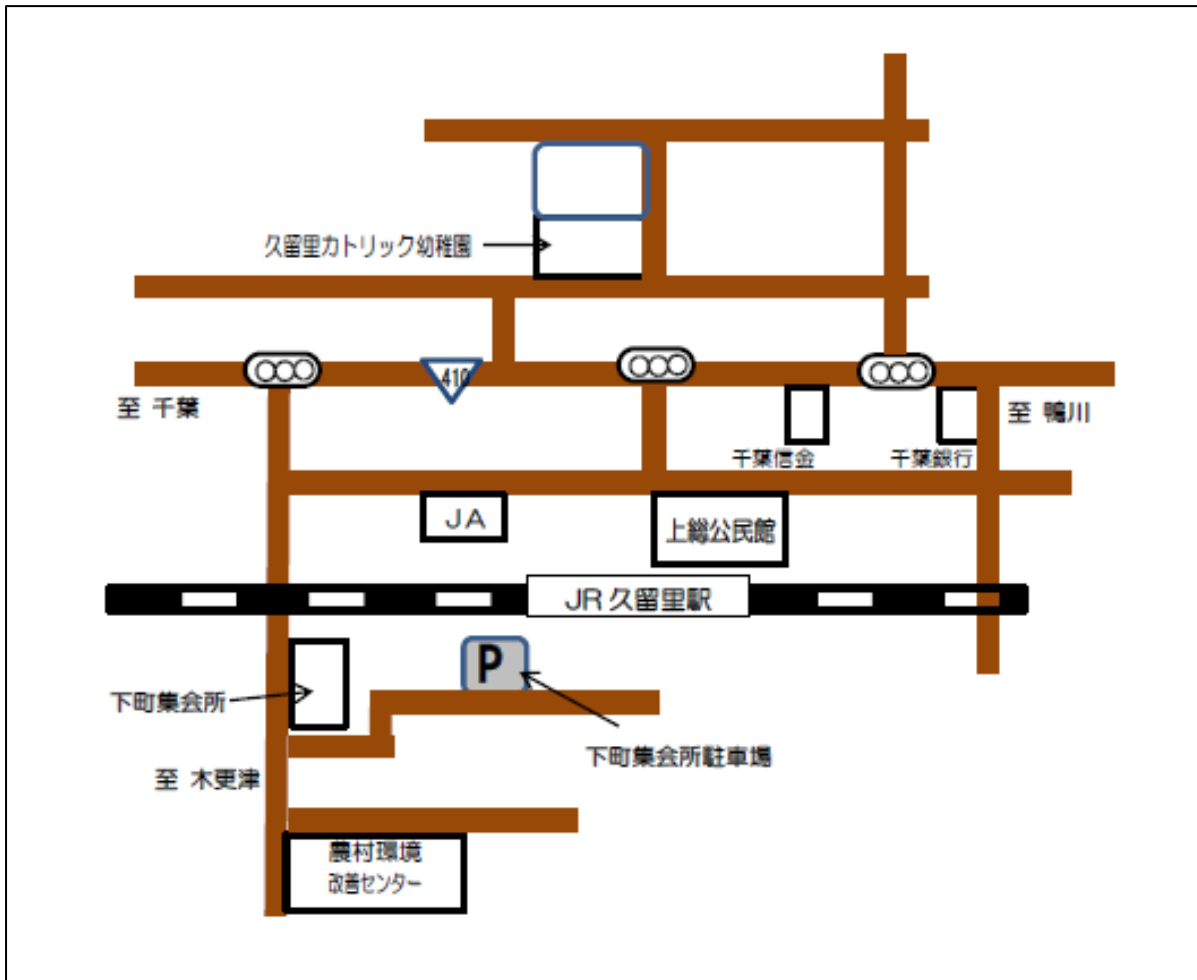 久留里カトリック幼稚園
410
至 千葉
至 鴨川
千葉信金
千葉銀行
JA
上総公民館
JR久留里駅
P
下町集会所
下町集会所駐車場
至 木更津
農村環境
改善センター